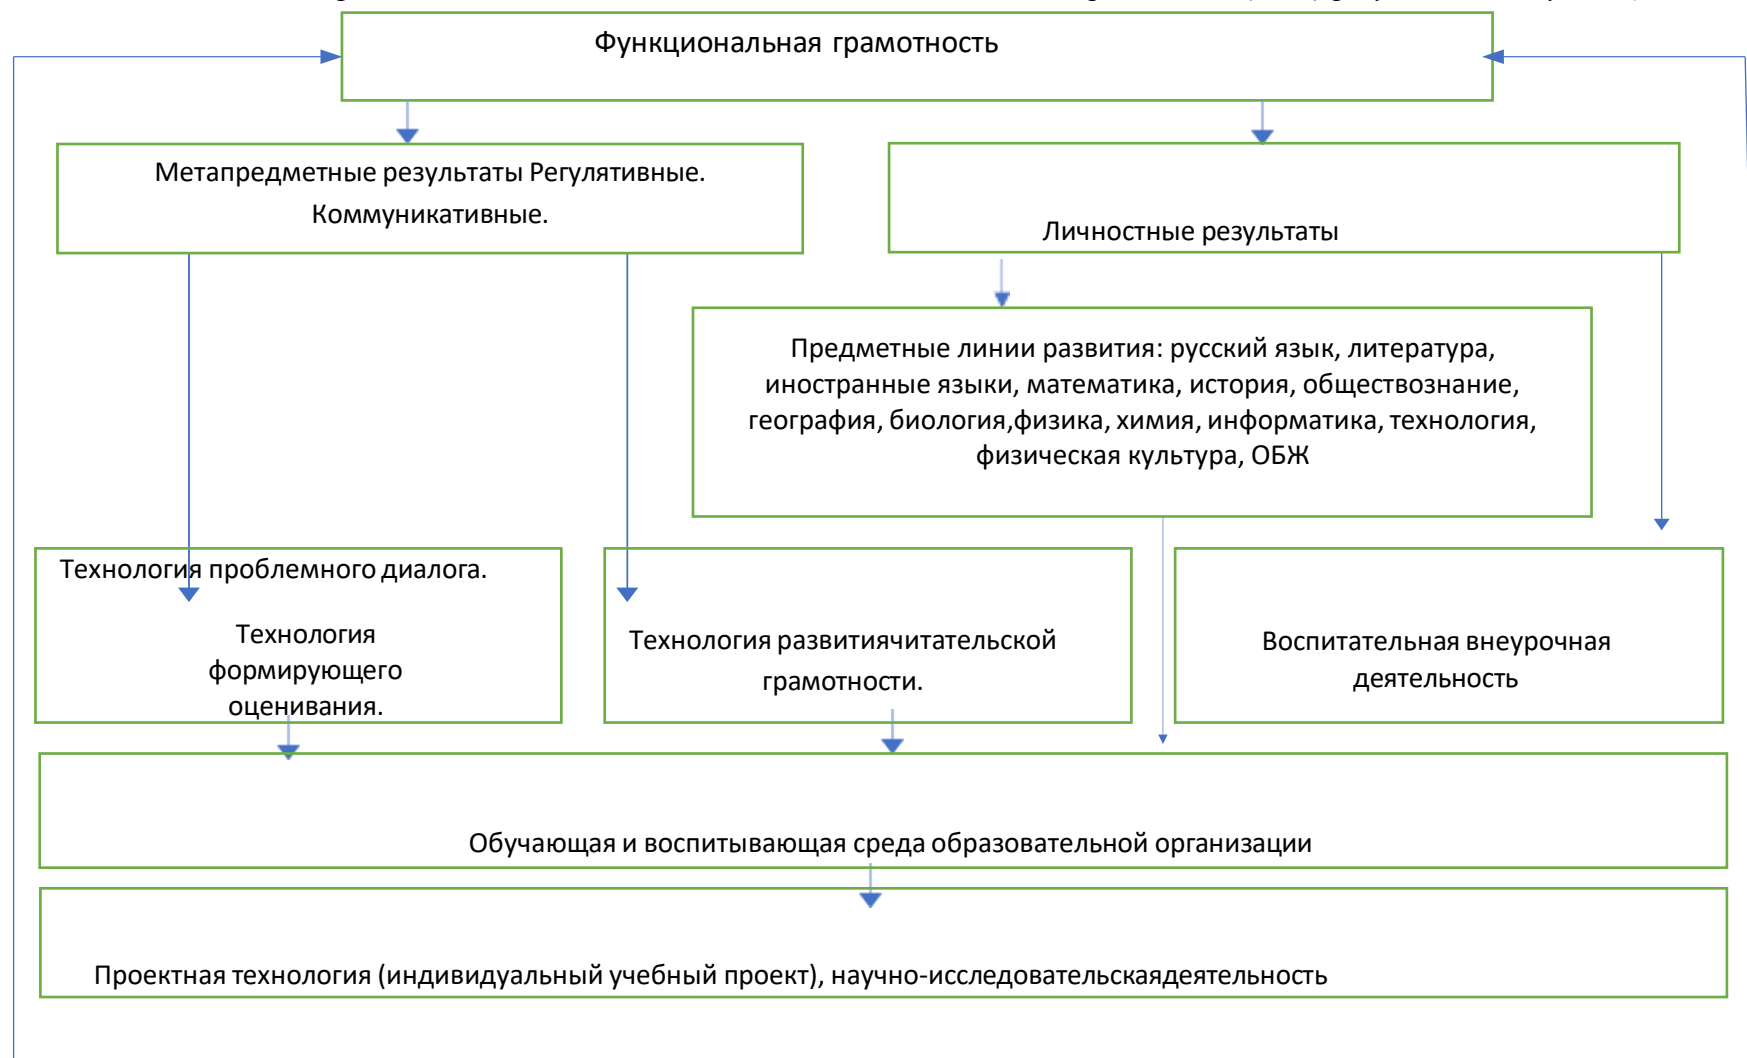 Функциональная грамотность
Метапредметные результаты Регулятивные.
Коммуникативные.
Личностные результаты
Предметные линии развития: русский язык, литература,
иностранные языки, математика, история, обществознание,
география, биология,физика, химия, информатика, технология,
физическая культура, ОБЖ
Технология проблемного диалога.
Технология
формирующего
оценивания.
Технология развитиячитательской
грамотности.
Воспитательная внеурочная
деятельность
Обучающая и воспитывающая среда образовательной организации
Проектная технология (индивидуальный учебный проект), научно-исследовательскаядеятельность